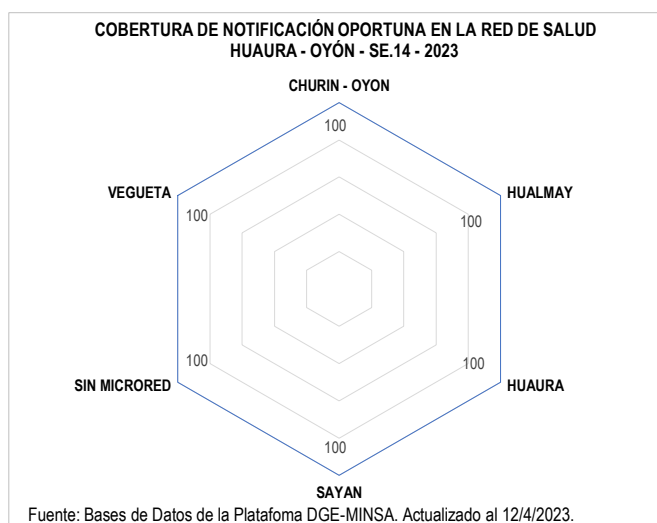 COBERTURA DE NOTIFICACIÓN OPORTUNA EN LA RED DE SALUD
HUAURA - OYÓN - SE.14 - 2023
CHURIN - OYON
100
VEGUETA
HUALMAY
100
100
100
100
SIN MICRORED
HUAURA
100
SAYAN
Fuente: Bases de Datos de la Platafoma DGE-MINSA. Actualizado al 12/4/2023.